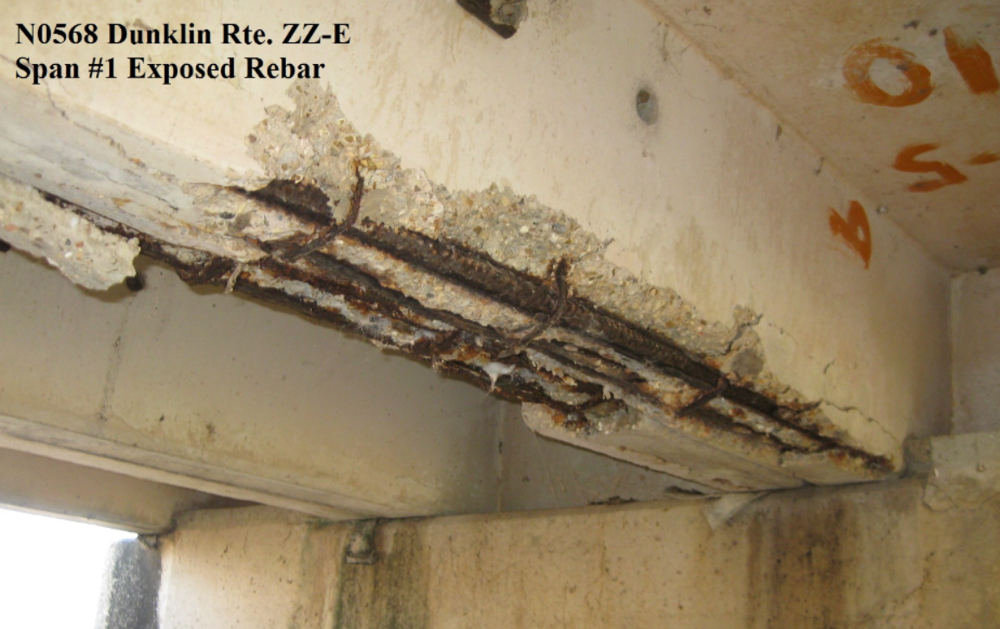 N0568 Dunklin Rte. ZZ-E
Span #1 Exposed Rebar